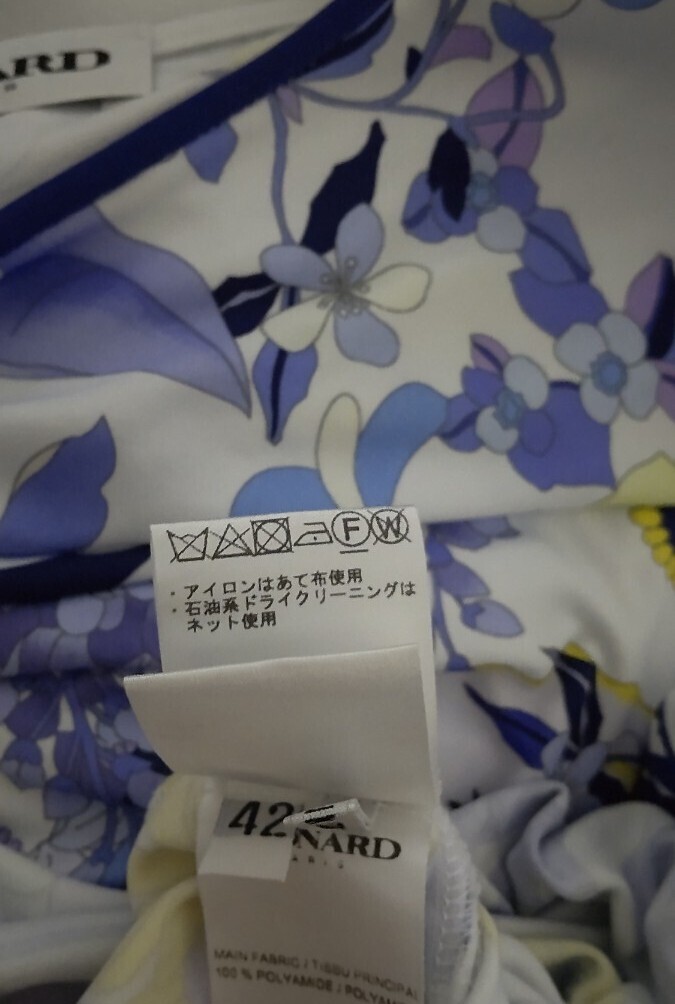 ARD
F W
・アイロンはあて布使用
・石油系ドライクリーニングは
ネット使用
42
NARD
MAIN FABRIC / TISSU PRINCIPAL
100 % POLYAMIDE / POLYAM